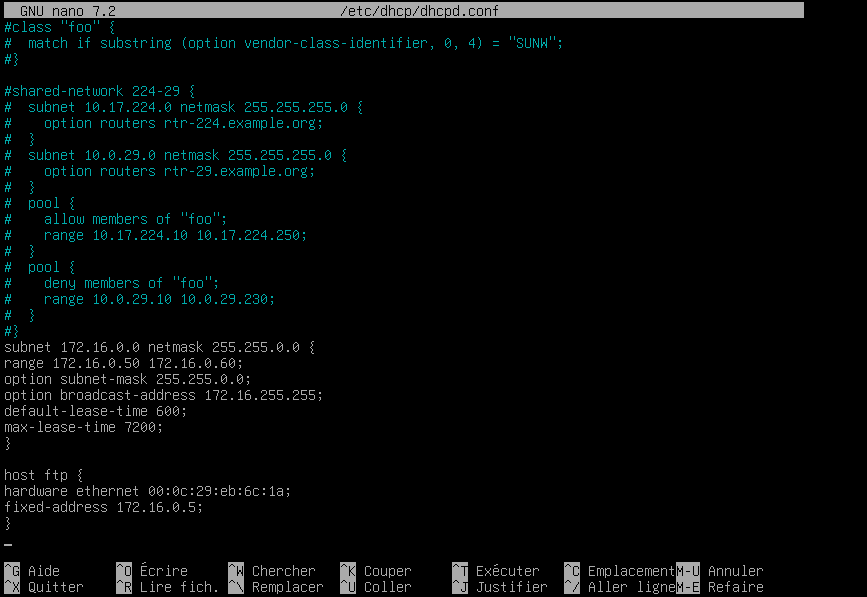 GNU nano 7.2 /etc/dhcp/dhcpd.conf
#class "foo" {
#  match if substring (option vendor-class-identifier, 0, 4) = "SUNW";
#}

#shared-network 224-29 {
#  subnet 10.17.224.0 netmask 255.255.255.0 {
#    option routers rtr-224.example.org;
#  }
#  subnet 10.0.29.0 netmask 255.255.255.0 {
#    option routers rtr-29.example.org;
#  }
#  pool {
#    allow members of "foo";
#    range 10.17.224.10 10.17.224.250;
#  }
#  pool {
#    deny members of "foo";
#    range 10.0.29.10 10.0.29.230;
#  }
#}
subnet 172.16.0.0 netmask 255.255.0.0 {
range 172.16.0.50 172.16.0.60;
option subnet-mask 255.255.0.0;
option broadcast-address 172.16.255.255;
default-lease-time 600;
max-lease-time 7200;
}

host ftp {
hardware ethernet 00:0c:29:eb:6c:1a;
fixed-address 172.16.0.5;
}

^G Aide ^O Écrire ^W Chercher ^K Couper ^T Exécuter ^C Emplacement M-U Annuler
^X Quitter ^R Lire fich. ^\ Remplacer ^U Coller ^J Justifier ^/ Aller ligne M-E Refaire